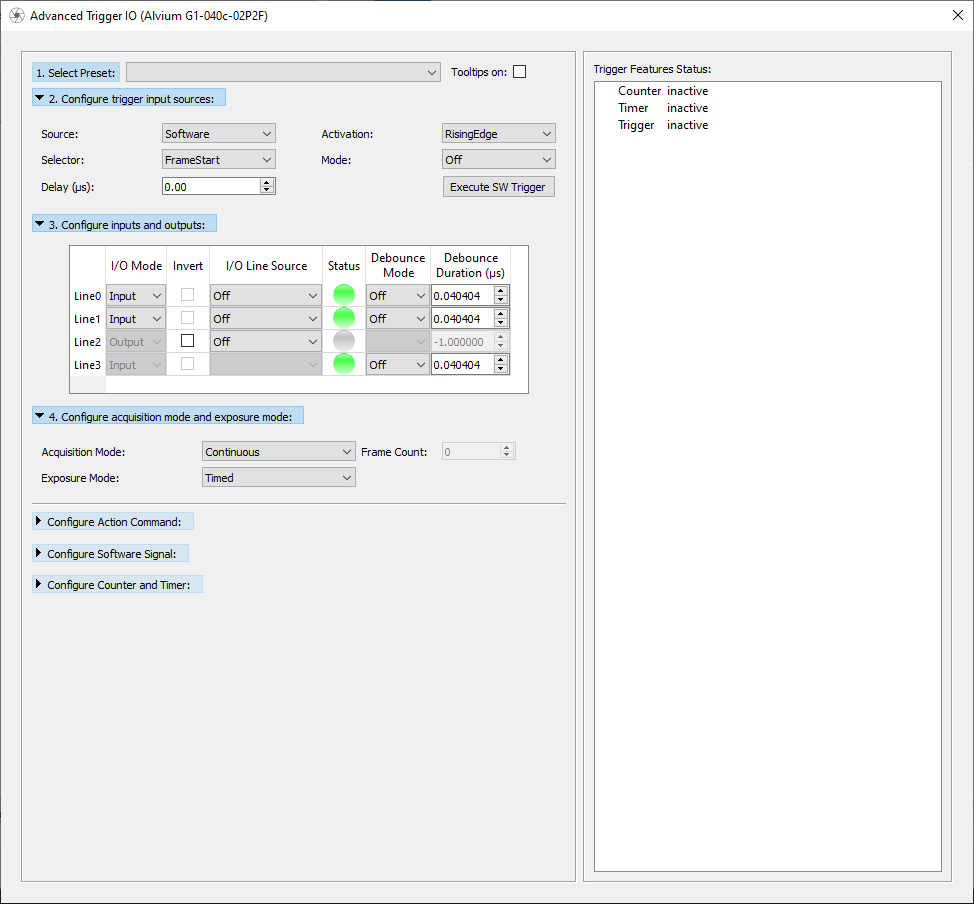 Advanced Trigger IO (Alvium G1-040c-02P2F)
1. Select Preset:
Tooltips on:
2. Configure trigger input sources:
Source: Software Activation: RisingEdge
Selector: FrameStart Mode: Off
Delay (µs): 0.00 Execute SW Trigger
3. Configure inputs and outputs:
I/O Mode Invert I/O Line Source Status Debounce Mode Debounce Duration (µs)
Line0 Input Off Off 0.040404
Line1 Input Off Off 0.040404
Line2 Output Off -1.000000
Line3 Input Off 0.040404
4. Configure acquisition mode and exposure mode:
Acquisition Mode: Continuous Frame Count: 0
Exposure Mode: Timed
Configure Action Command:
Configure Software Signal:
Configure Counter and Timer:
Trigger Features Status:
Counter inactive
Timer inactive
Trigger inactive